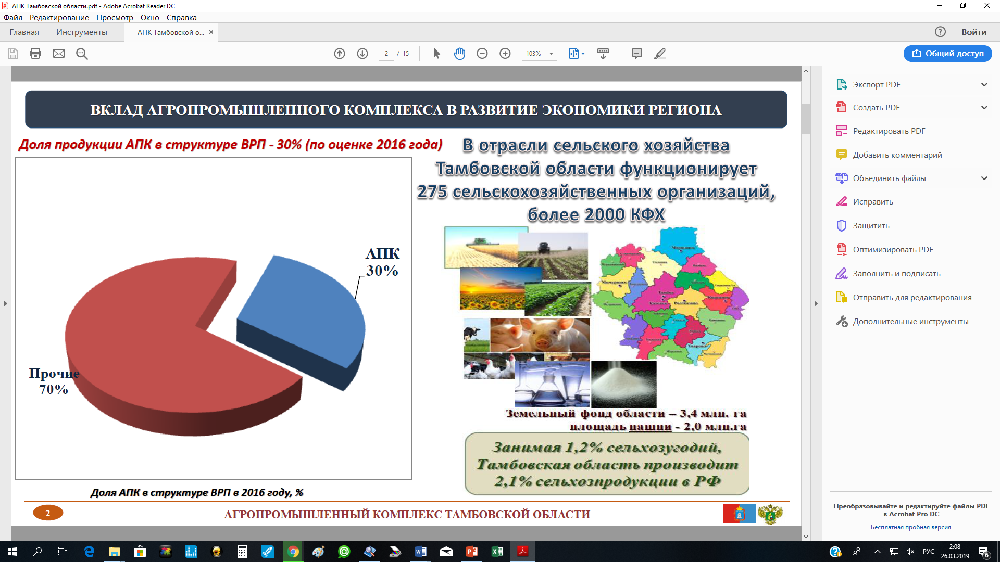 АПК Тамбовской области.pdf - Adobe Acrobat Reader DC
Файл Редактирование Просмотр Окно Справка
Главная Инструменты АПК Тамбовской о... ×
Войти
2 / 15
103%
Общий доступ
ВКЛАД АГРОПРОМЫШЛЕННОГО КОМПЛЕКСА В РАЗВИТИЕ ЭКОНОМИКИ РЕГИОНА
Доля продукции АПК в структуре ВРП - 30% (по оценке 2016 года)
АПК
30%
Прочие
70%
Доля АПК в структуре ВРП в 2016 году, %
В отрасли сельского хозяйства
Тамбовской области функционирует
275 сельскохозяйственных организаций,
более 2000 КФХ
Моршанск
Мичуринск
Тамбов
Котовск
Рассказово
Кирсанов
Уварово
Земельный фонд области – 3,4 млн. га
площадь пашни - 2,0 млн.га
Занимая 1,2% сельхозугодий,
Тамбовская область производит
2,1% сельхозпродукции в РФ
2
АГРОПРОМЫШЛЕННЫЙ КОМПЛЕКС ТАМБОВСКОЙ ОБЛАСТИ
Экспорт PDF
Создать PDF
Редактировать PDF
Добавить комментарий
Объединить файлы
Исправить
Защитить
Оптимизировать PDF
Заполнить и подписать
Отправить для редактирования
Дополнительные инструменты
Преобразовывайте и редактируйте файлы PDF
в Acrobat Pro DC
Бесплатная пробная версия
РУС
2:08
26.03.2019
6